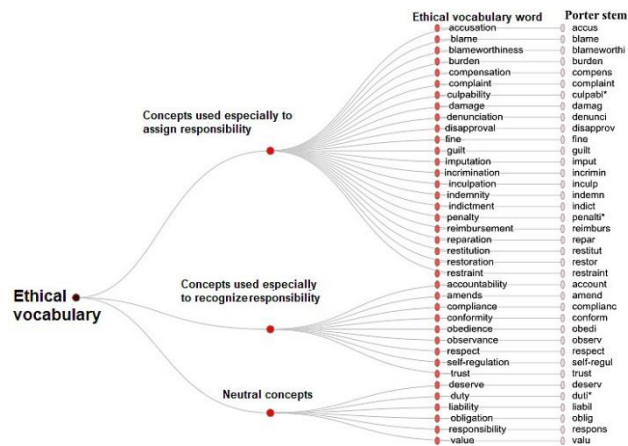 Ethical vocabulary word Porter stem
accusation accus
blame blame
blameworthiness blameworthi
burden burden
compensation compens
complaint complaint
culpability culpabl*
damage damag
denunciation denunci
disapproval disapprov
fine fine
guilt guilt
imputation imput
incrimination incrimin
inculpation inculp
indemnity indemn
indictment indict
penalty penalti*
reimbursement reimburs
reparation repar
restitution restitut
restoration restor
restraint restraint
accountability account
amends amend
compliance complianc
conformity conform
obedience obedi
observance observ
respect respect
self-regulation self-regul
trust trust
deserve deserv
duty duti*
liability liabil
obligation oblig
responsibility respons
value valu
Concepts used especially to
assign responsibility
Concepts used especially
to recognize responsibility
Neutral concepts
Ethical
vocabulary